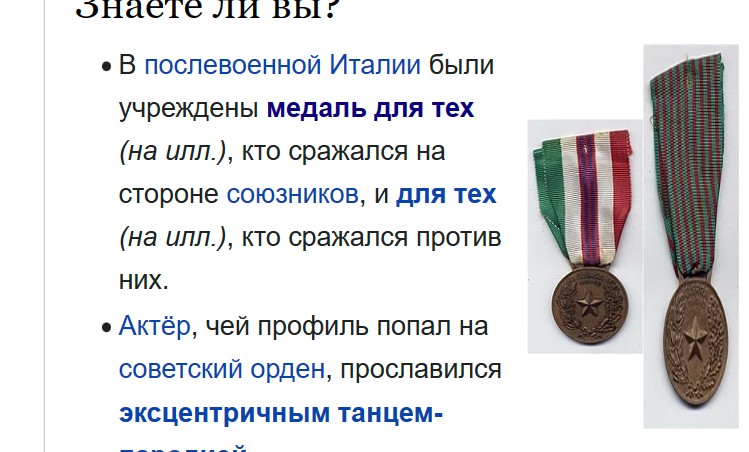 Знаете ли вы?
• В послевоенной Италии были
учреждены медаль для тех
(на илл.), кто сражался на
стороне союзников, и для тех
(на илл.), кто сражался против
них.
• Актёр, чей профиль попал на
советский орден, прославился
эксцентричным танцем-
пародией